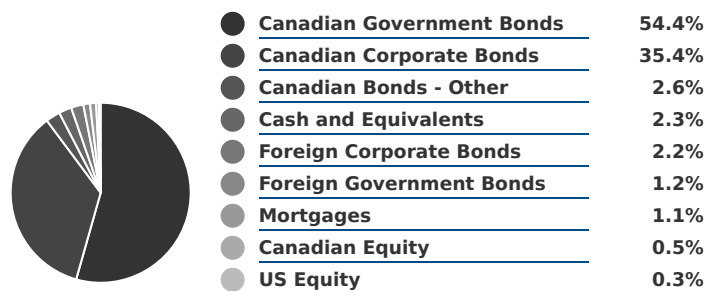 Canadian Government Bonds 54.4%
Canadian Corporate Bonds 35.4%
Canadian Bonds - Other 2.6%
Cash and Equivalents 2.3%
Foreign Corporate Bonds 2.2%
Foreign Government Bonds 1.2%
Mortgages 1.1%
Canadian Equity 0.5%
US Equity 0.3%